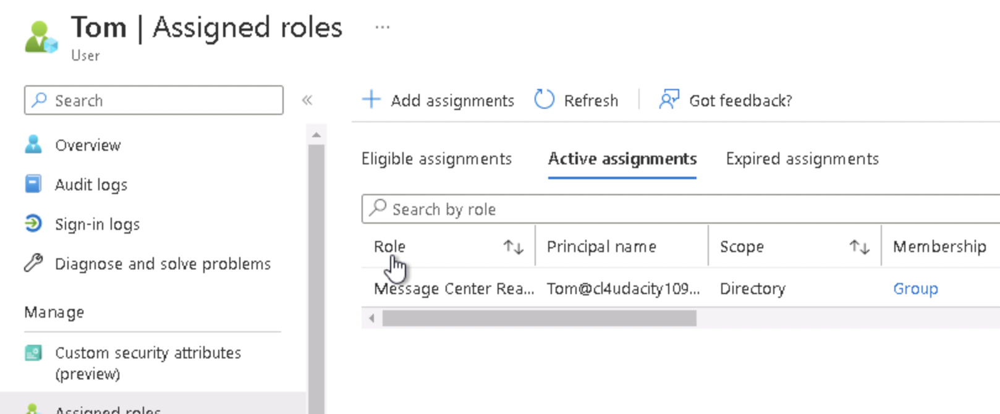 Tom | Assigned roles ...
User
Search
Overview
Audit logs
Sign-in logs
Diagnose and solve problems
Manage
Custom security attributes
(preview)
Assigned roles
Add assignments
Refresh
Got feedback?
Eligible assignments
Active assignments
Expired assignments
Search by role
Role
Principal name
Scope
Membership
Message Center Rea...
Tom@cl4udacity109...
Directory
Group